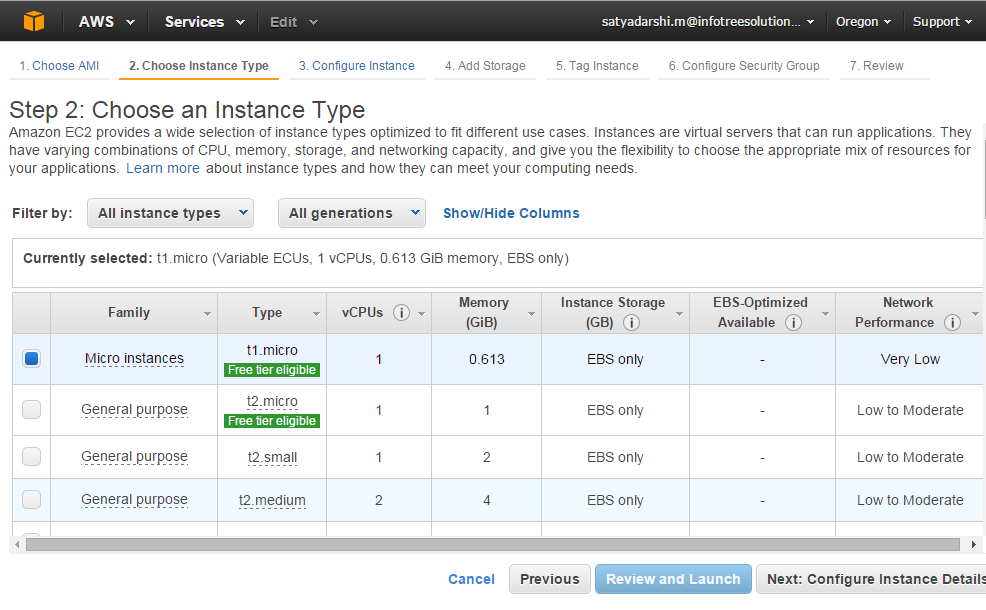 AWS Services Edit satyadarshi.m@infotreesolution... Oregon Support
1. Choose AMI 2. Choose Instance Type 3. Configure Instance 4. Add Storage 5. Tag Instance 6. Configure Security Group 7. Review
Step 2: Choose an Instance Type
Amazon EC2 provides a wide selection of instance types optimized to fit different use cases. Instances are virtual servers that can run applications. They
have varying combinations of CPU, memory, storage, and networking capacity, and give you the flexibility to choose the appropriate mix of resources for
your applications. Learn more about instance types and how they can meet your computing needs.
Filter by: All instance types All generations Show/Hide Columns
Currently selected: t1.micro (Variable ECUs, 1 vCPUs, 0.613 GiB memory, EBS only)
Family Type vCPUs i Memory (GiB) Instance Storage (GB) i EBS-Optimized Available i Network Performance i
Micro instances t1.micro Free tier eligible 1 0.613 EBS only - Very Low
General purpose t2.micro Free tier eligible 1 1 EBS only - Low to Moderate
General purpose t2.small 1 2 EBS only - Low to Moderate
General purpose t2.medium 2 4 EBS only - Low to Moderate
Cancel Previous Review and Launch Next: Configure Instance Details